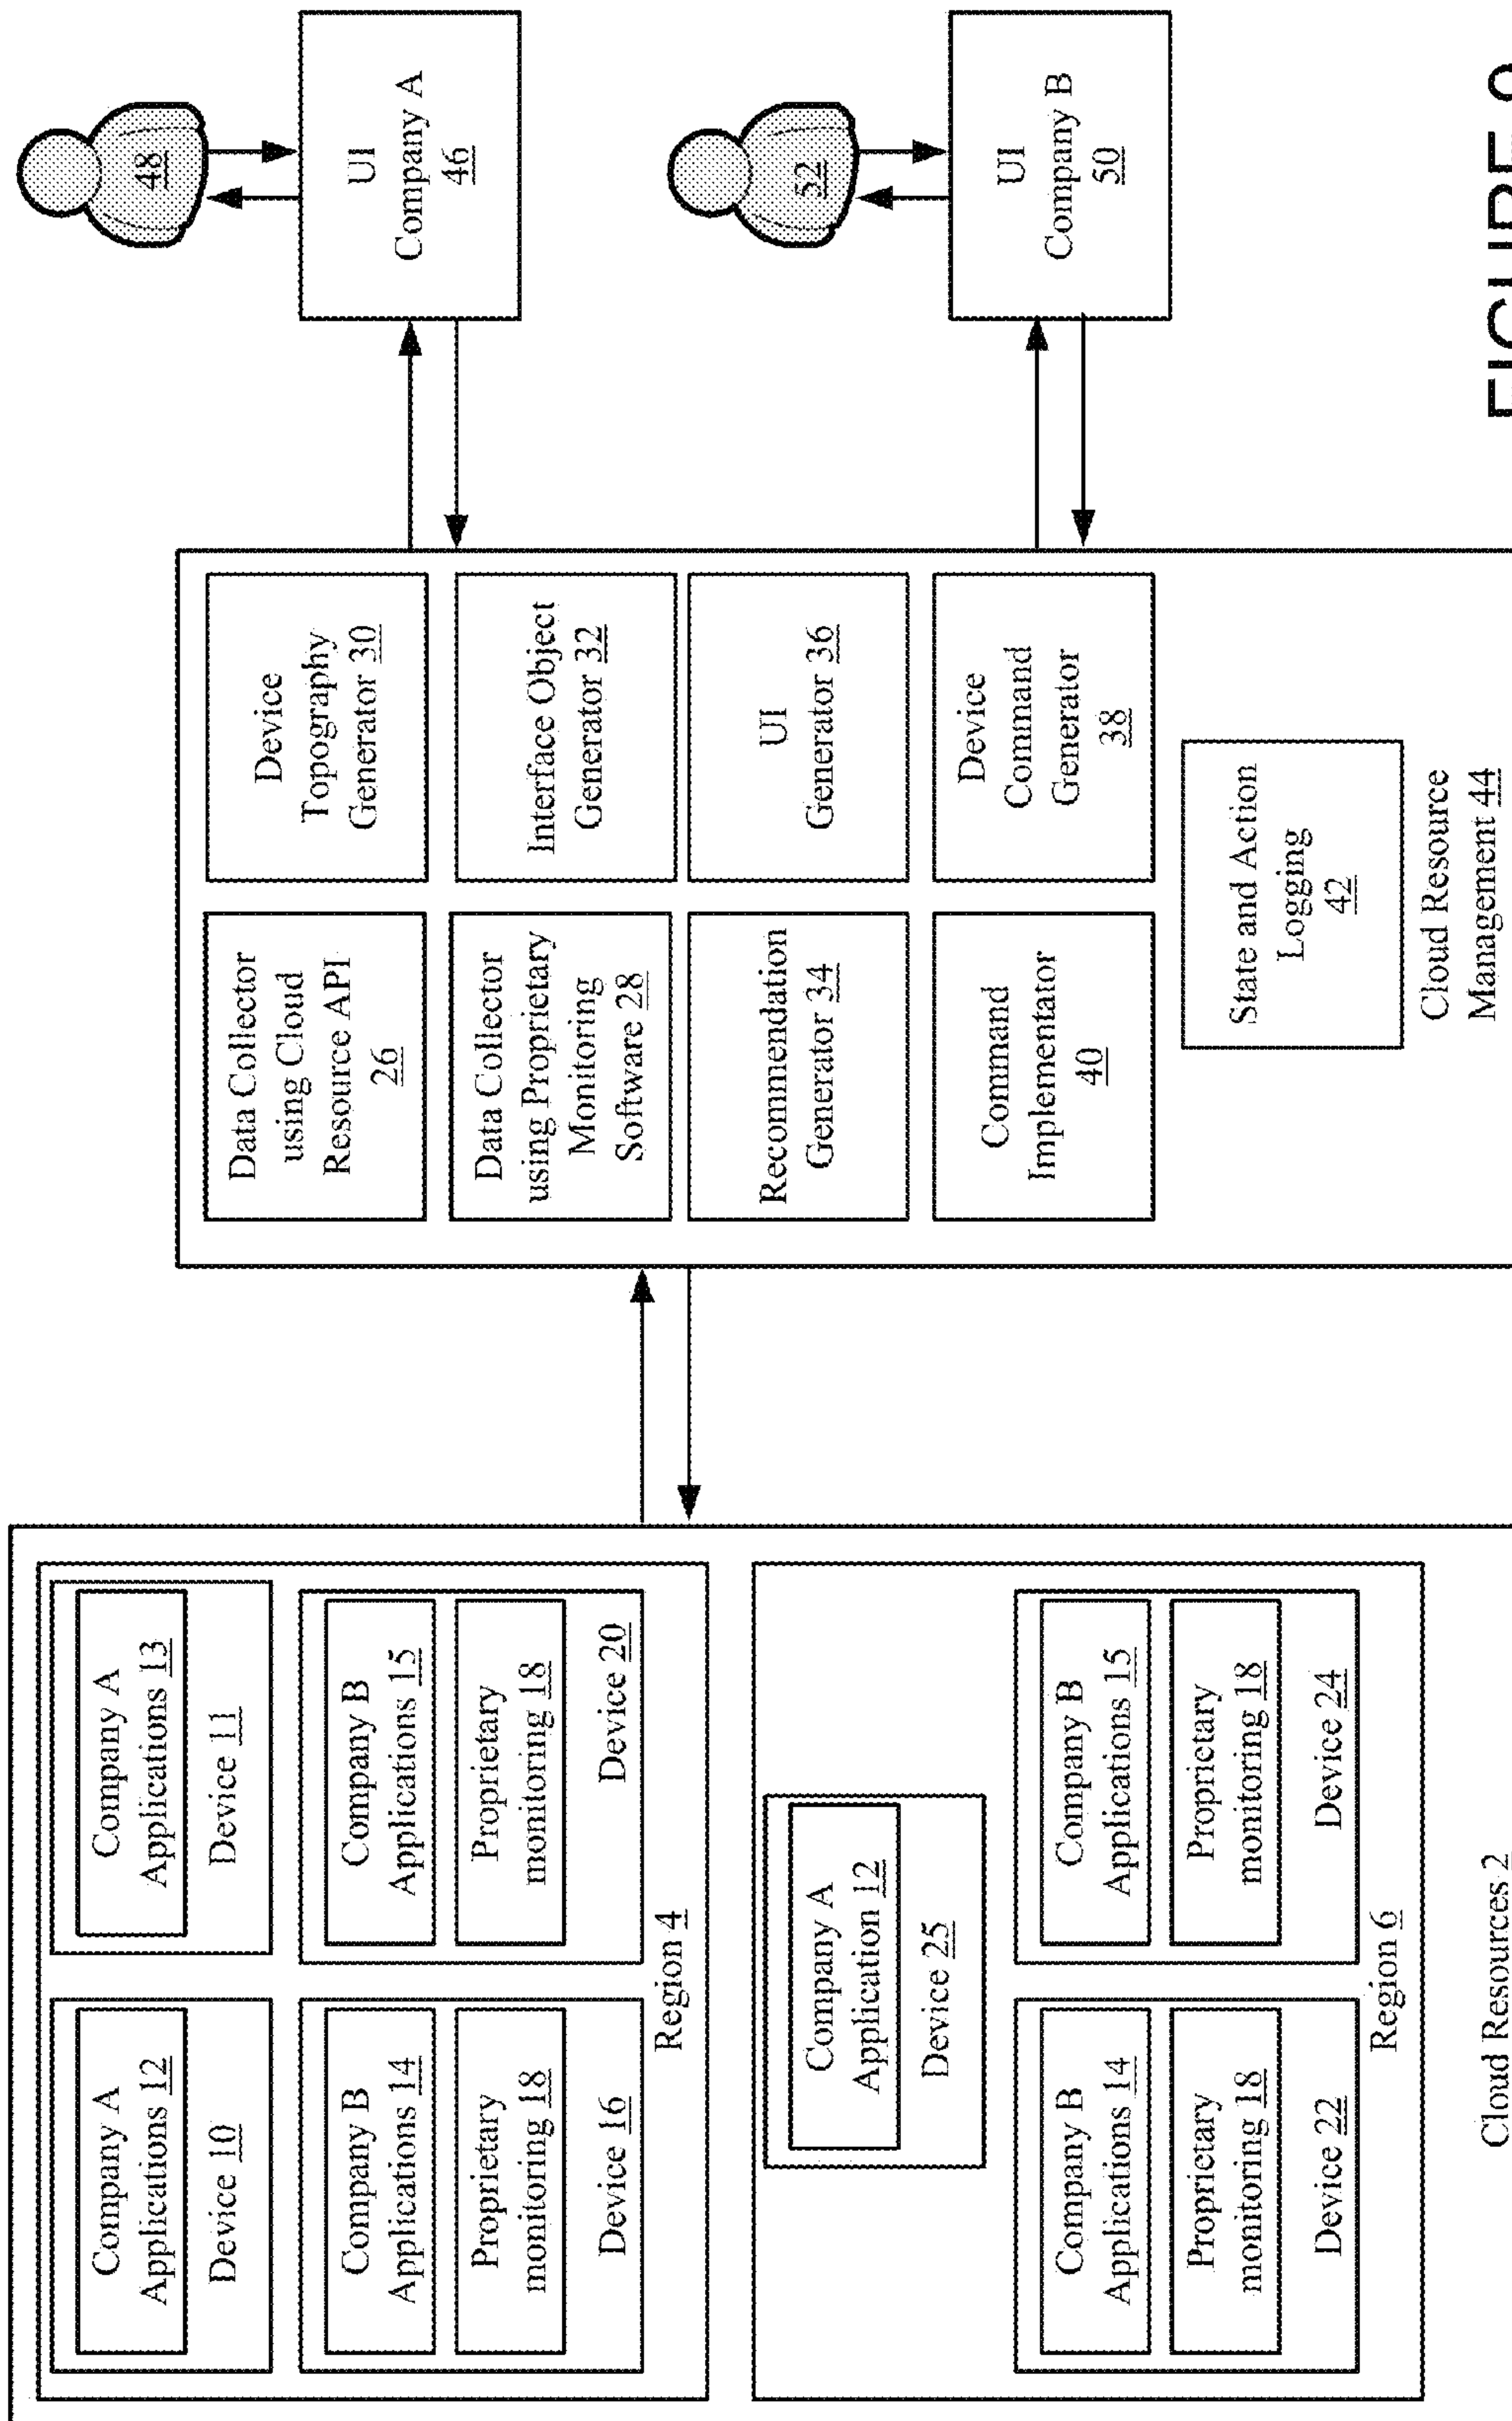 Company A
Applications 12
Device 10
Company A
Applications 13
Device 11
Company B
Applications 14
Proprietary
monitoring 18
Device 16
Company B
Applications 15
Proprietary
monitoring 18
Device 20
Region 4
Company A
Application 12
Device 25
Company B
Applications 14
Proprietary
monitoring 18
Device 22
Company B
Applications 15
Proprietary
monitoring 18
Device 24
Region 6
Cloud Resources 2
Data Collector
using Cloud
Resource API
26
Device
Topography
Generator 30
Data Collector
using Proprietary
Monitoring
Software 28
Interface Object
Generator 32
Recommendation
Generator 34
UI
Generator 36
Command
Implementator
40
Device
Command
Generator
38
State and Action
Logging
42
Cloud Resource
Management 44
48
UI
Company A
46
52
UI
Company B
50